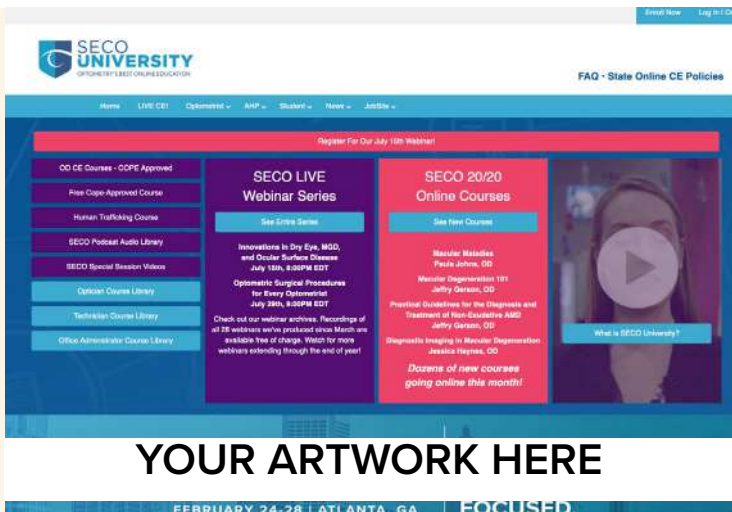 Enroll Now Log In
SECO
UNIVERSITY
OPTOMETRY'S BEST ONLINE EDUCATION
FAQ • State Online CE Policies
Home LIVE CE! Optometrist AHP Student News JobSite
Register For Our July 15th Webinar!
OD CE Courses - COPE Approved
Free Cope-Approved Course
Human Trafficking Course
SECO Podcast Audio Library
SECO Special Session Videos
Optician Course Library
Technician Course Library
Office Administrator Course Library
SECO LIVE
Webinar Series
See Entire Series
Innovations in Dry Eye, MGD,
and Ocular Surface Disease
July 15th, 8:00PM EDT
Optometric Surgical Procedures
for Every Optometrist
July 29th, 8:00PM EDT
Check out our webinar archives. Recordings of
all 28 webinars we've produced since March are
available free of charge. Watch for more
webinars extending through the end of year!
SECO 20/20
Online Courses
See New Courses
Macular Maladies
Paula Johns, OD
Macular Degeneration 101
Jeffry Gerson, OD
Practical Guidelines for the Diagnosis and
Treatment of Non-Exudative AMD
Jeffry Gerson, OD
Diagnostic Imaging in Macular Degeneration
Jessica Haynes, OD
Dozens of new courses
going online this month!
What is SECO University?
YOUR ARTWORK HERE
FEBRUARY 24-28 | ATLANTA, GA
FOCUSED